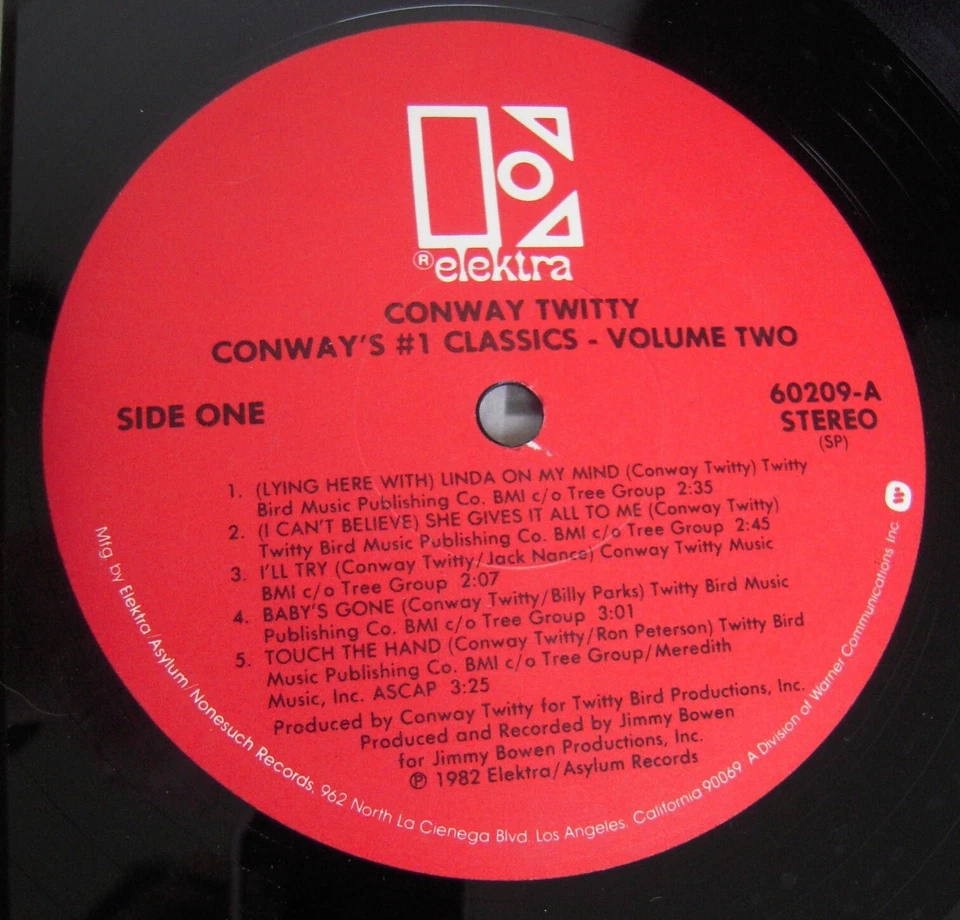 ® elektra
CONWAY TWITTY
CONWAY'S #1 CLASSICS - VOLUME TWO
SIDE ONE
60209-A
STEREO
(SP)
1. (LYING HERE WITH) LINDA ON MY MIND (Conway Twitty) Twitty
Bird Music Publishing Co. BMI c/o Tree Group 2:35
2. (I CAN'T BELIEVE) SHE GIVES IT ALL TO ME (Conway Twitty)
Twitty Bird Music Publishing Co. BMI c/o Tree Group 2:45
3. I'LL TRY (Conway Twitty/Jack Nance) Conway Twitty Music
BMI c/o Tree Group 2:07
4. BABY'S GONE (Conway Twitty/Billy Parks) Twitty Bird Music
Publishing Co. BMI c/o Tree Group 3:01
5. TOUCH THE HAND (Conway Twitty/Ron Peterson) Twitty Bird
Music Publishing Co. BMI c/o Tree Group/Meredith
Music, Inc. ASCAP 3:25
Produced by Conway Twitty for Twitty Bird Productions, Inc.
Produced and Recorded by Jimmy Bowen
for Jimmy Bowen Productions, Inc.
℗ 1982 Elektra/Asylum Records
Mfg. by Elektra/Asylum/Nonesuch Records, 962 North La Cienega Blvd. Los Angeles, California 90069 A Division of Warner Communications Inc.